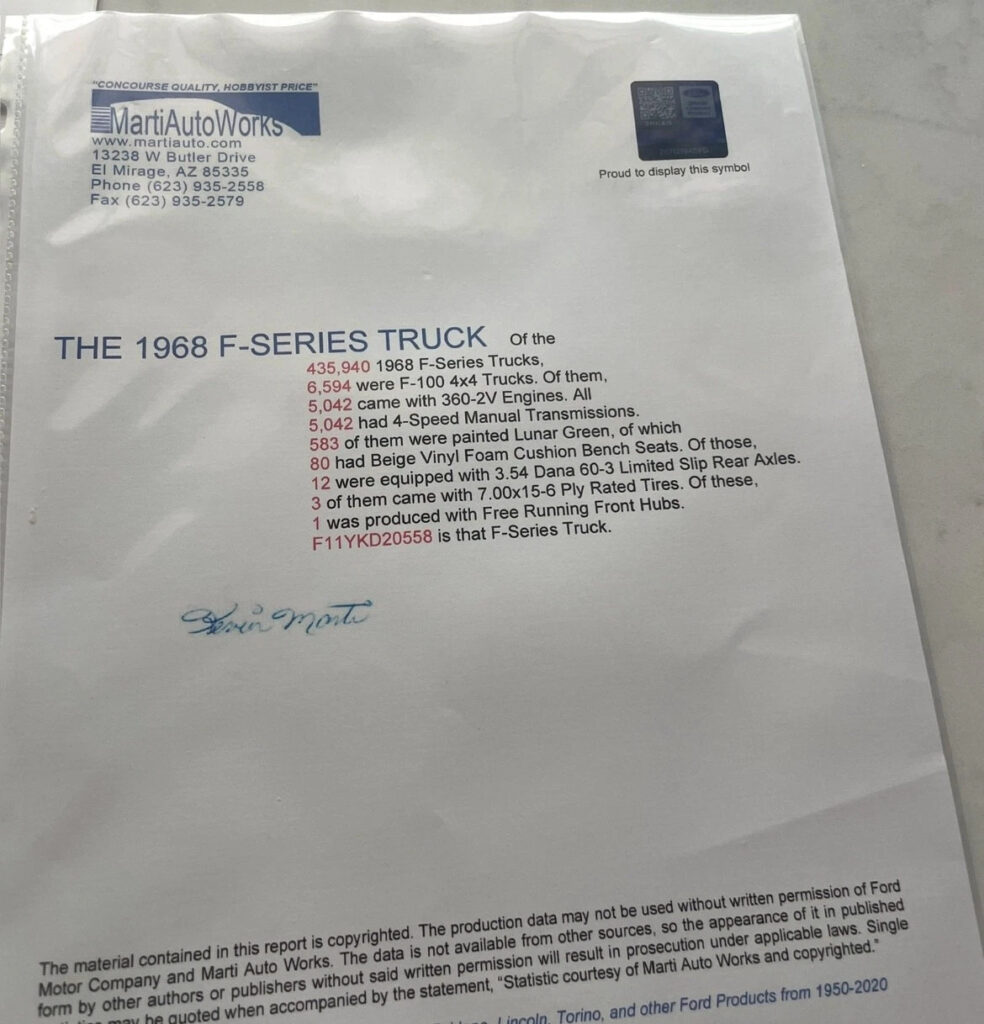 "CONCOURSE QUALITY, HOBBYIST PRICE"
MartiAutoWorks
www.martiauto.com
13238 W Butler Drive
El Mirage, AZ 85335
Phone (623) 935-2558
Fax (623) 935-2579
Proud to display this symbol
THE 1968 F-SERIES TRUCK Of the
435,940 1968 F-Series Trucks,
6,594 were F-100 4x4 Trucks. Of them,
5,042 came with 360-2V Engines. All
5,042 had 4-Speed Manual Transmissions.
583 of them were painted Lunar Green, of which
80 had Beige Vinyl Foam Cushion Bench Seats. Of those,
12 were equipped with 3.54 Dana 60-3 Limited Slip Rear Axles.
3 of them came with 7.00x15-6 Ply Rated Tires. Of these,
1 was produced with Free Running Front Hubs.
F11YKD20558 is that F-Series Truck.
Kevin Marti
The material contained in this report is copyrighted. The production data may not be used without written permission of Ford
Motor Company and Marti Auto Works. The data is not available from other sources, so the appearance of it in published
form by other authors or publishers without said written permission will result in prosecution under applicable laws. Single
may be quoted when accompanied by the statement, "Statistic courtesy of Marti Auto Works and copyrighted."
Lincoln, Torino, and other Ford Products from 1950-2020